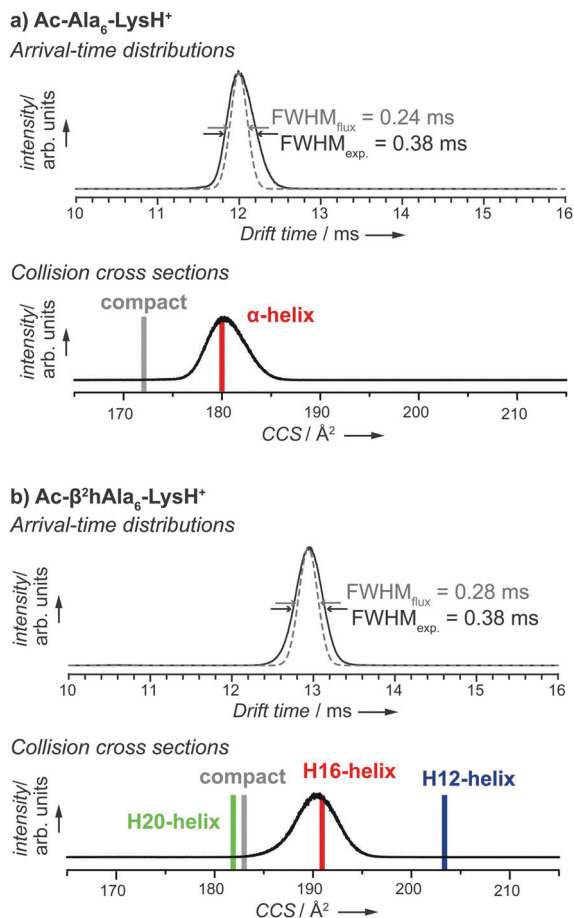 a) Ac-Ala₆-LysH⁺
Arrival-time distributions
intensity/
arb. units
FWHM_flux = 0.24 ms
FWHM_exp. = 0.38 ms
10 11 12 13 14 15 16
Drift time / ms
Collision cross sections
intensity/
arb. units
compact
α-helix
170 180 190 200 210
CCS / Å²
b) Ac-β²hAla₆-LysH⁺
Arrival-time distributions
intensity/
arb. units
FWHM_flux = 0.28 ms
FWHM_exp. = 0.38 ms
10 11 12 13 14 15 16
Drift time / ms
Collision cross sections
intensity/
arb. units
compact
H16-helix
H12-helix
H20-helix
170 180 190 200 210
CCS / Å²